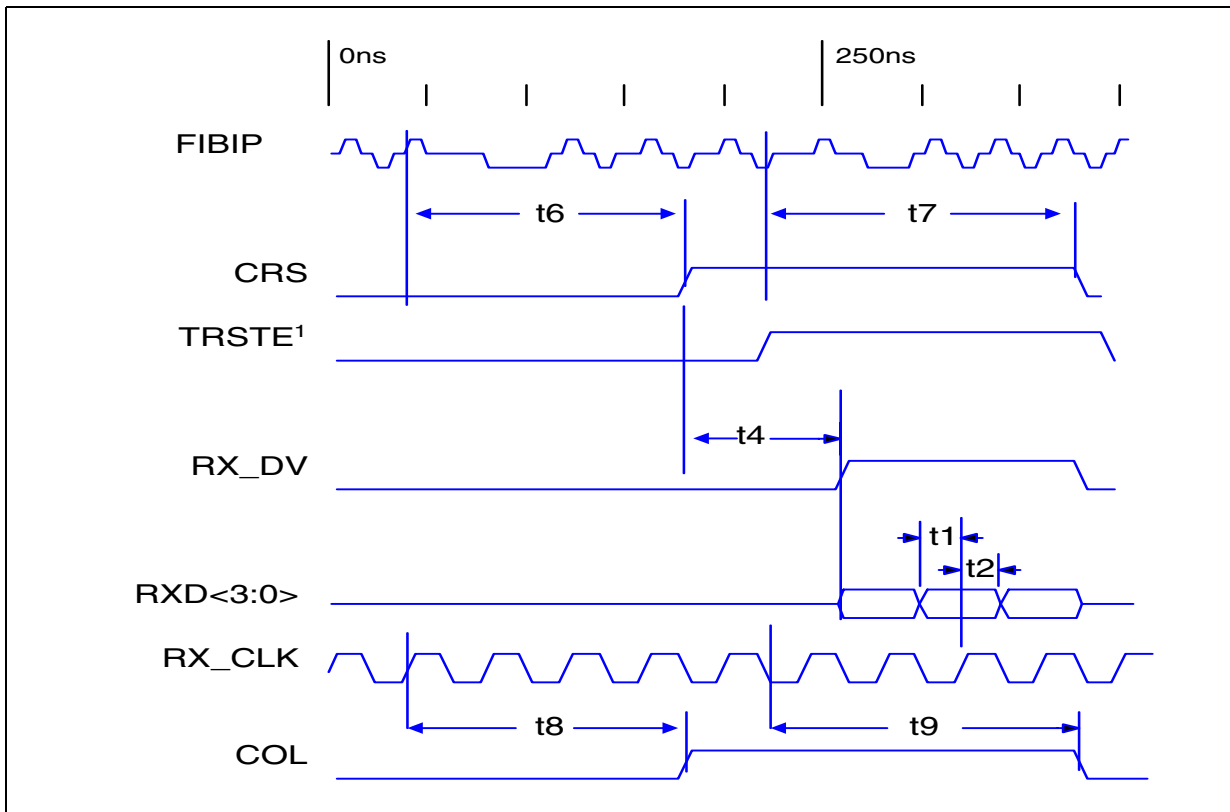 0ns 250ns
FIBIP
t6 t7
CRS
TRSTE¹
t4
RX_DV
t1
t2
RXD<3:0>
RX_CLK
t8 t9
COL